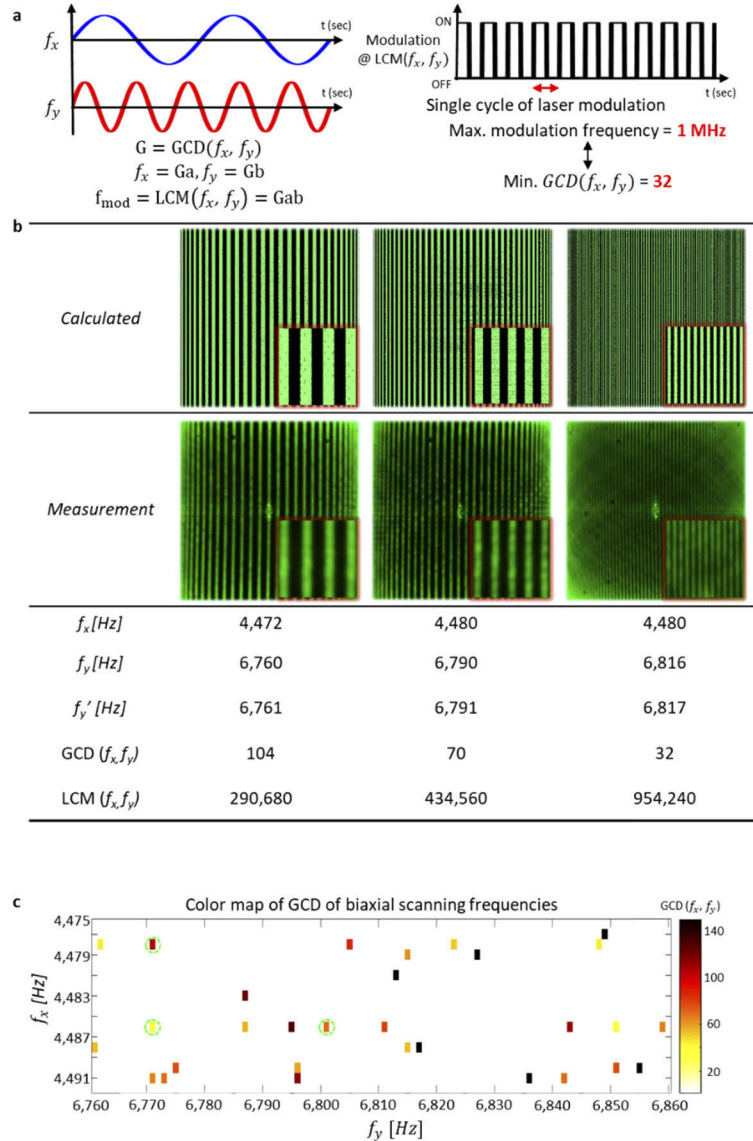 a
t (sec)
f_x
t (sec)
f_y
G = GCD(f_x, f_y)
f_x = Ga, f_y = Gb
f_mod = LCM(f_x, f_y) = Gab
ON
Modulation
@ LCM(f_x, f_y)
OFF
t (sec)
Single cycle of laser modulation
Max. modulation frequency = 1 MHz
Min. GCD(f_x, f_y) = 32
b
Calculated
Measurement
f_x [Hz] 4,472 4,480 4,480
f_y [Hz] 6,760 6,790 6,816
f_y' [Hz] 6,761 6,791 6,817
GCD (f_x, f_y) 104 70 32
LCM (f_x, f_y) 290,680 434,560 954,240
c
Color map of GCD of biaxial scanning frequencies
GCD(f_x, f_y)
4,475
4,479
4,483
4,487
4,491
f_x [Hz]
140
100
60
20
6,760 6,770 6,780 6,790 6,800 6,810 6,820 6,830 6,840 6,850 6,860
f_y [Hz]